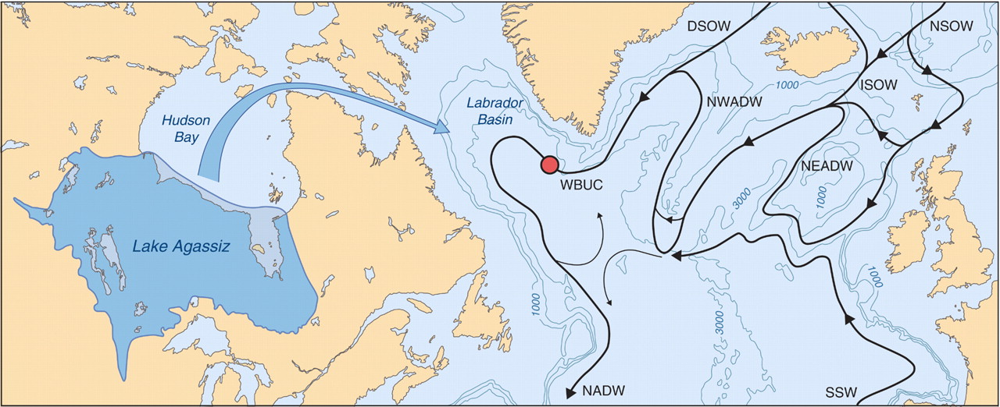 DSOW
NSOW
1000
ISOW
NWADW
Labrador
Basin
Hudson
Bay
NEADW
WBUC
3000
1000
Lake Agassiz
1000
1000
3000
NADW
SSW